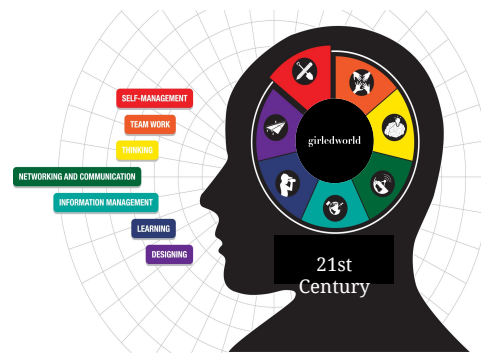 SELF-MANAGEMENT
TEAM WORK
THINKING
NETWORKING AND COMMUNICATION
INFORMATION MANAGEMENT
LEARNING
DESIGNING
girledworld
21st
Century